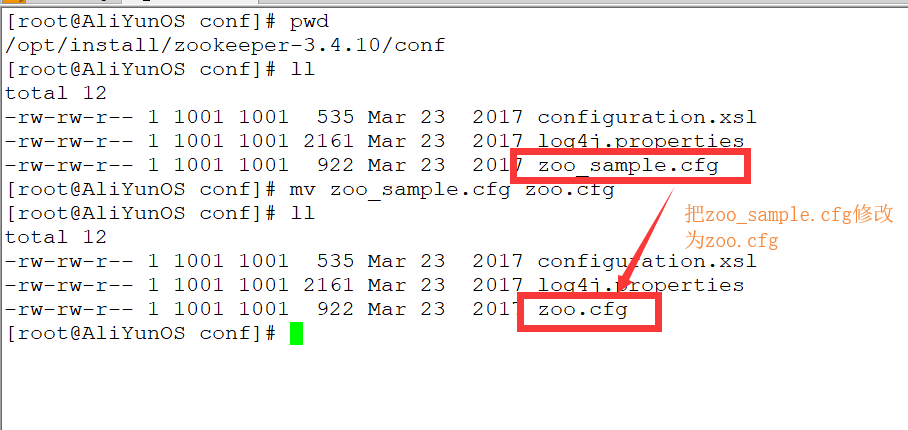 [root@AliYunOS conf]# pwd
/opt/install/zookeeper-3.4.10/conf
[root@AliYunOS conf]# ll
total 12
-rw-rw-r-- 1 1001 1001  535 Mar 23  2017 configuration.xsl
-rw-rw-r-- 1 1001 1001 2161 Mar 23  2017 log4j.properties
-rw-rw-r-- 1 1001 1001  922 Mar 23  2017 zoo_sample.cfg
[root@AliYunOS conf]# mv zoo_sample.cfg zoo.cfg
[root@AliYunOS conf]# ll
把zoo_sample.cfg修改
为zoo.cfg
total 12
-rw-rw-r-- 1 1001 1001  535 Mar 23  2017 configuration.xsl
-rw-rw-r-- 1 1001 1001 2161 Mar 23  2017 log4j.properties
-rw-rw-r-- 1 1001 1001  922 Mar 23  2017 zoo.cfg
[root@AliYunOS conf]#